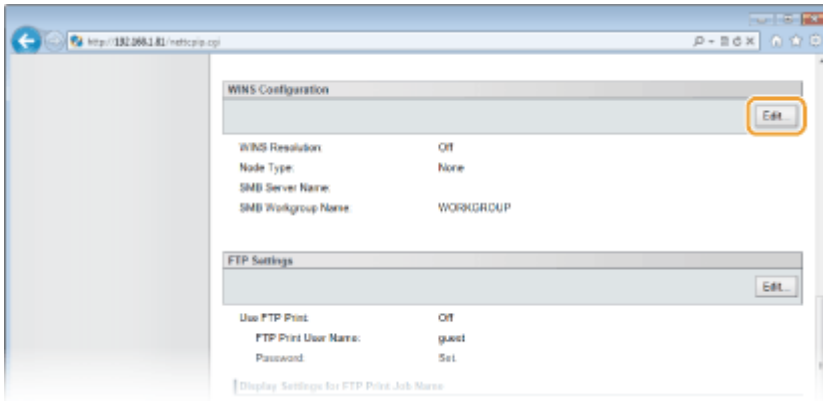 http://192.168.1.81/nettcpip.cgi
WINS Configuration
Edit...
WINS Resolution: Off
Node Type: None
SMB Server Name:
SMB Workgroup Name: WORKGROUP
FTP Settings
Edit...
Use FTP Print: Off
FTP Print User Name: guest
Password: Set
Display Settings for FTP Print Job Name